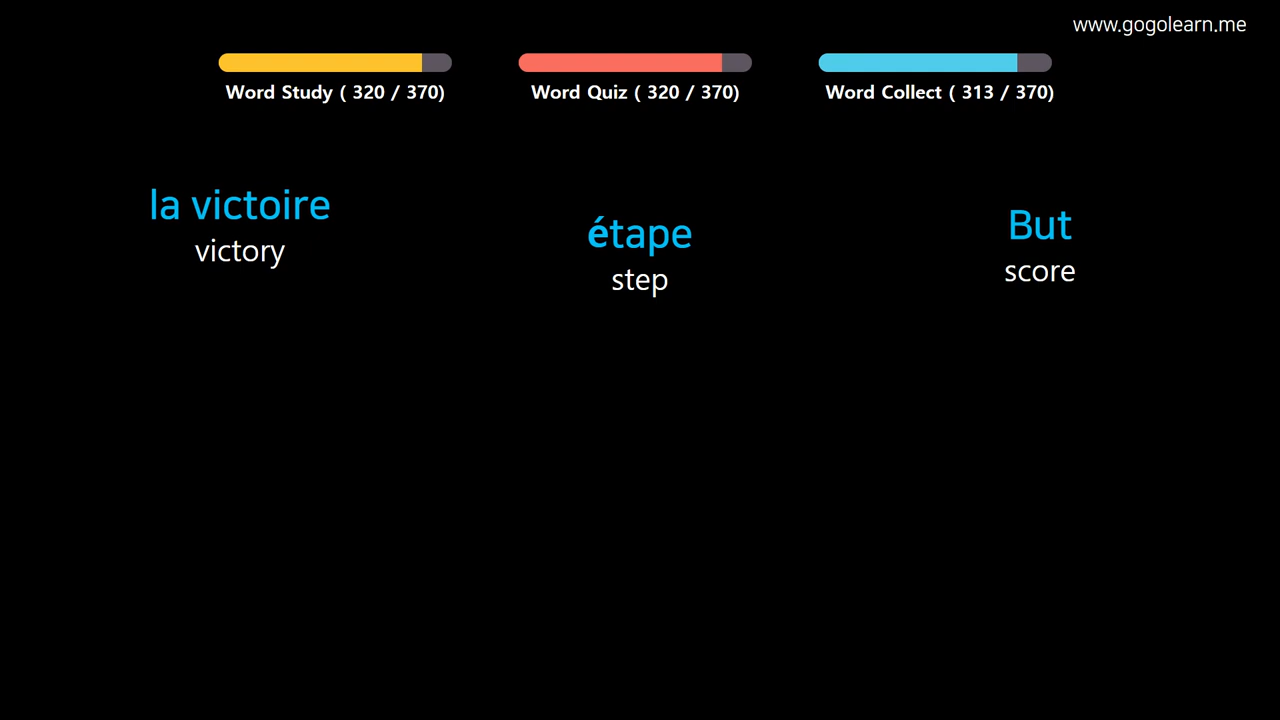 www.gogolearn.me
Word Study ( 320 / 370)
Word Quiz ( 320 / 370)
Word Collect ( 313 / 370)
la victoire
victory
étape
step
But
score